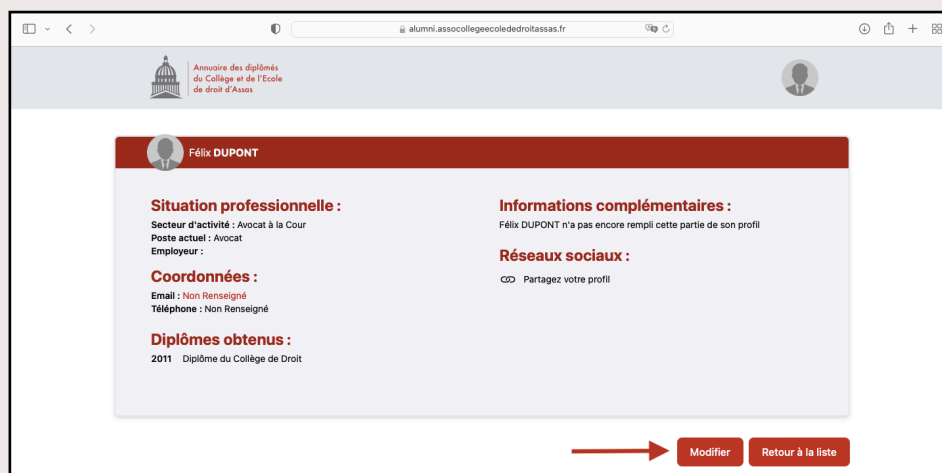 alumni.assocollegeecolededroitassas.fr
Annuaire des diplômés
du Collège et de l'Ecole
de droit d'Assas
Félix DUPONT
Situation professionnelle :
Secteur d'activité : Avocat à la Cour
Poste actuel : Avocat
Employeur :
Coordonnées :
Email : Non Renseigné
Téléphone : Non Renseigné
Diplômes obtenus :
2011 Diplôme du Collège de Droit
Informations complémentaires :
Félix DUPONT n'a pas encore rempli cette partie de son profil
Réseaux sociaux :
Partagez votre profil
Modifier
Retour à la liste